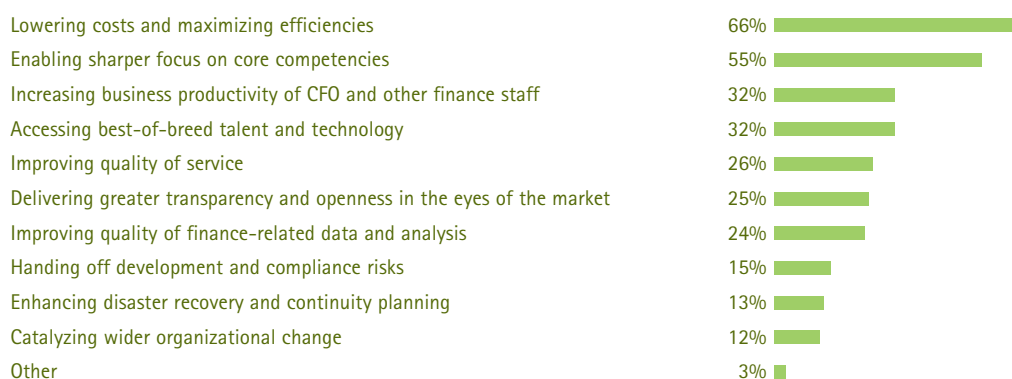 Lowering costs and maximizing efficiencies 66%
Enabling sharper focus on core competencies 55%
Increasing business productivity of CFO and other finance staff 32%
Accessing best-of-breed talent and technology 32%
Improving quality of service 26%
Delivering greater transparency and openness in the eyes of the market 25%
Improving quality of finance-related data and analysis 24%
Handing off development and compliance risks 15%
Enhancing disaster recovery and continuity planning 13%
Catalyzing wider organizational change 12%
Other 3%